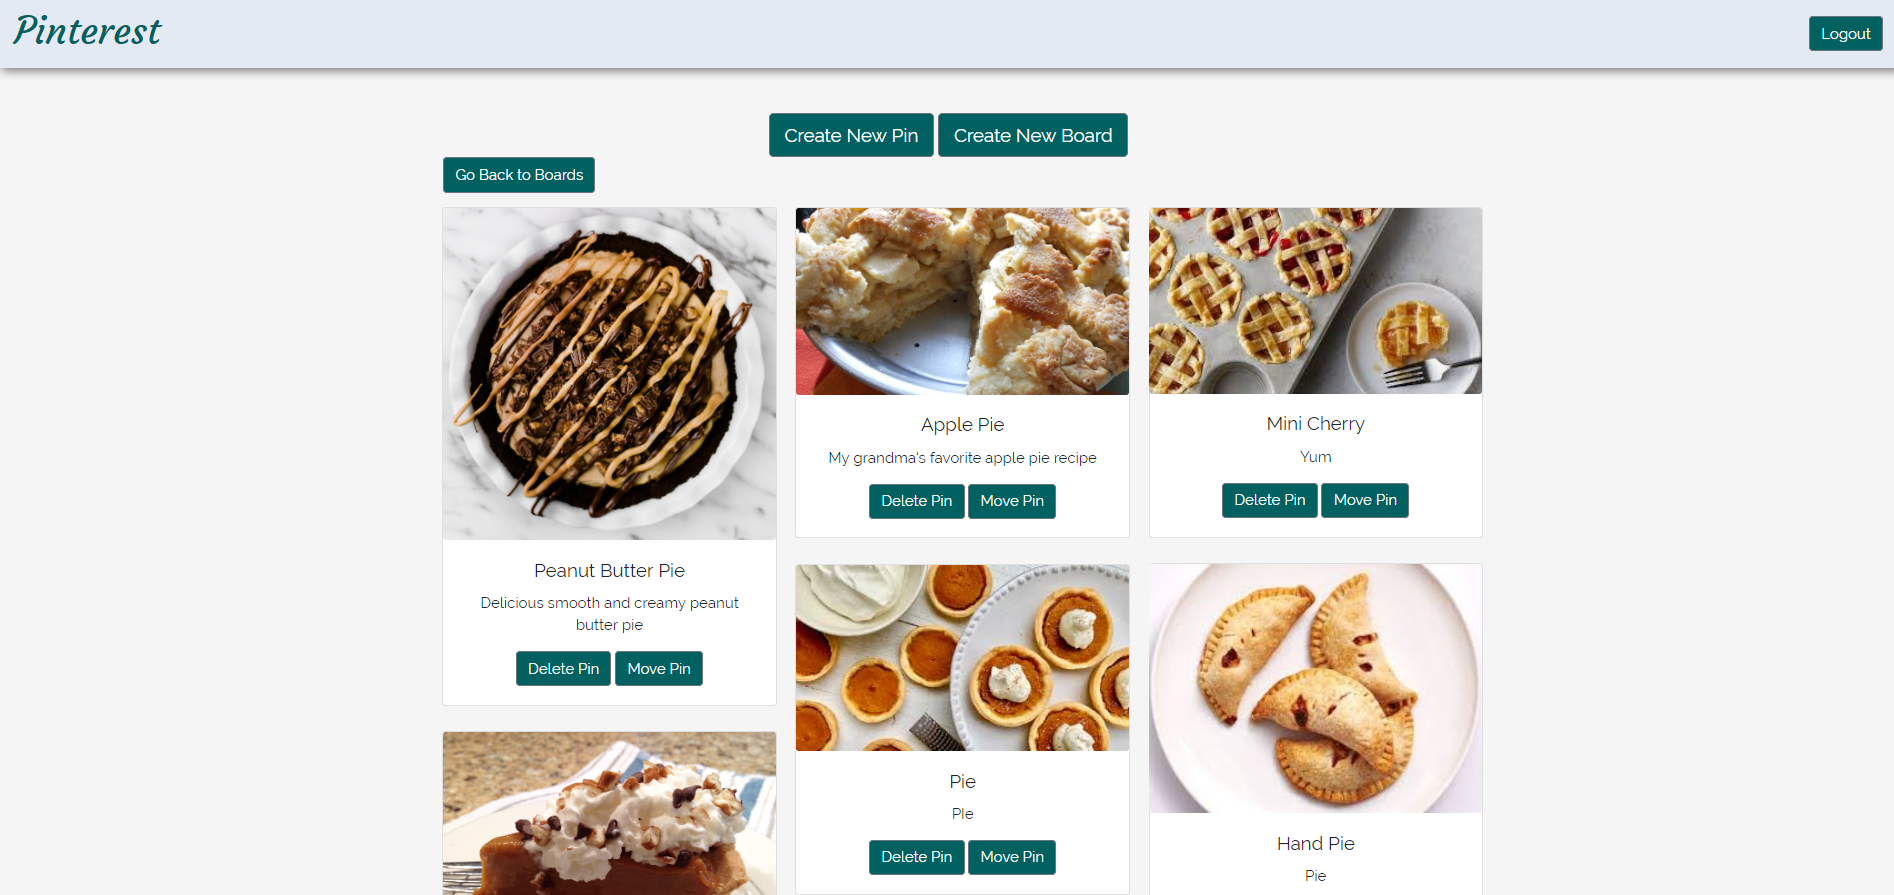 Pinterest
Logout
Create New Pin
Create New Board
Go Back to Boards
Peanut Butter Pie
Delicious smooth and creamy peanut
butter pie
Delete Pin
Move Pin
Apple Pie
My grandma's favorite apple pie recipe
Delete Pin
Move Pin
Mini Cherry
Yum
Delete Pin
Move Pin
Pie
PIe
Delete Pin
Move Pin
Hand Pie
Pie